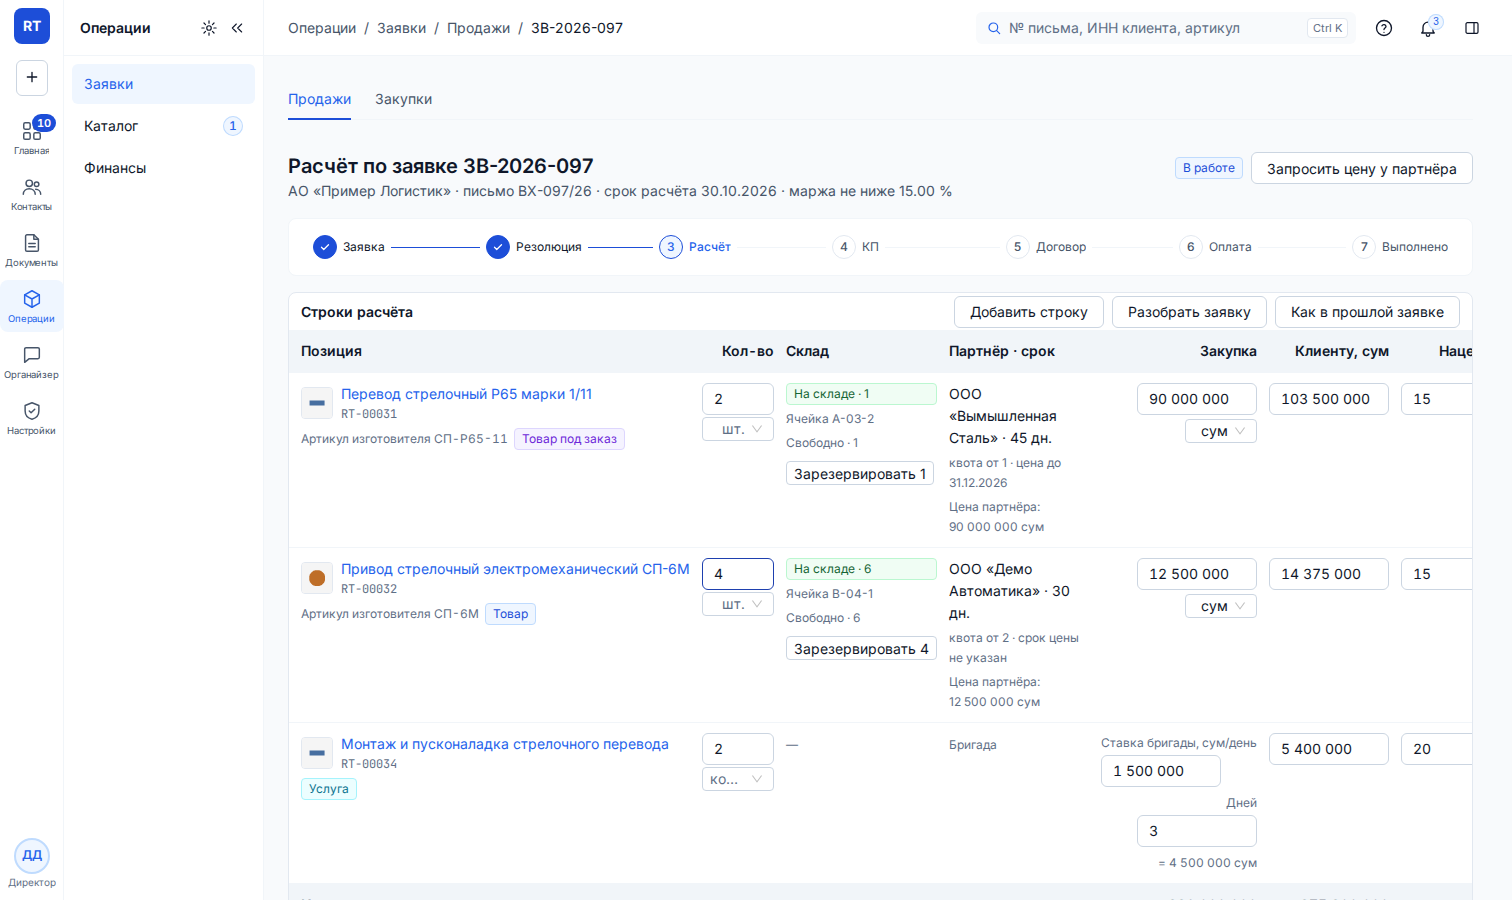 RT
Операции
Операции / Заявки / Продажи / ЗВ-2026-097
№ письма, ИНН клиента, артикул
Ctrl K
3
10
Главная
Контакты
Документы
Операции
Органайзер
Настройки
ДД
Директор
Заявки
Каталог
1
Финансы
Продажи
Закупки
Расчёт по заявке ЗВ-2026-097
АО «Пример Логистик» · письмо ВХ-097/26 · срок расчёта 30.10.2026 · маржа не ниже 15.00 %
В работе
Запросить цену у партнёра
Заявка
Резолюция
3 Расчёт
4 КП
5 Договор
6 Оплата
7 Выполнено
Строки расчёта
Добавить строку
Разобрать заявку
Как в прошлой заявке
Позиция
Кол-во
Склад
Партнёр · срок
Закупка
Клиенту, сум
Наце
Перевод стрелочный Р65 марки 1/11
RT-00031
Артикул изготовителя СП-Р65-11
Товар под заказ
2
шт.
На складе · 1
Ячейка А-03-2
Свободно · 1
Зарезервировать 1
ООО
«Вымышленная
Сталь» · 45 дн.
квота от 1 · цена до
31.12.2026
Цена партнёра:
90 000 000 сум
90 000 000
сум
103 500 000
15
Привод стрелочный электромеханический СП-6М
RT-00032
Артикул изготовителя СП-6М
Товар
4
шт.
На складе · 6
Ячейка В-04-1
Свободно · 6
Зарезервировать 4
ООО «Демо
Автоматика» · 30
дн.
квота от 2 · срок цены
не указан
Цена партнёра:
12 500 000 сум
12 500 000
сум
14 375 000
15
Монтаж и пусконаладка стрелочного перевода
RT-00034
Услуга
2
ко...
—
Бригада
Ставка бригады, сум/день
1 500 000
Дней
3
= 4 500 000 сум
5 400 000
20